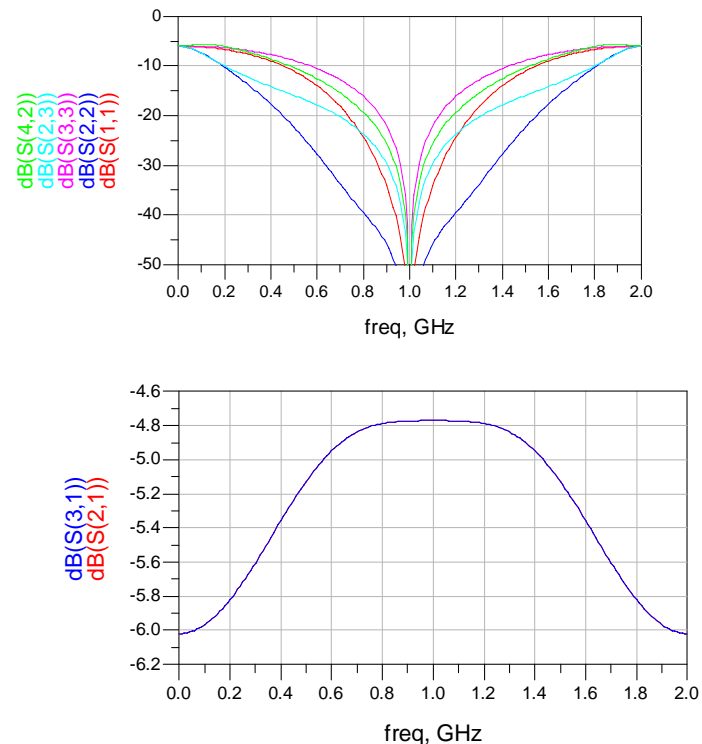 0
-10
-20
-30
-40
-50
dB(S(4,2))
dB(S(2,3))
dB(S(3,3))
dB(S(2,2))
dB(S(1,1))
0.0 0.2 0.4 0.6 0.8 1.0 1.2 1.4 1.6 1.8 2.0
freq, GHz
-4.6
-4.8
-5.0
-5.2
-5.4
-5.6
-5.8
-6.0
-6.2
dB(S(3,1))
dB(S(2,1))
0.0 0.2 0.4 0.6 0.8 1.0 1.2 1.4 1.6 1.8 2.0
freq, GHz